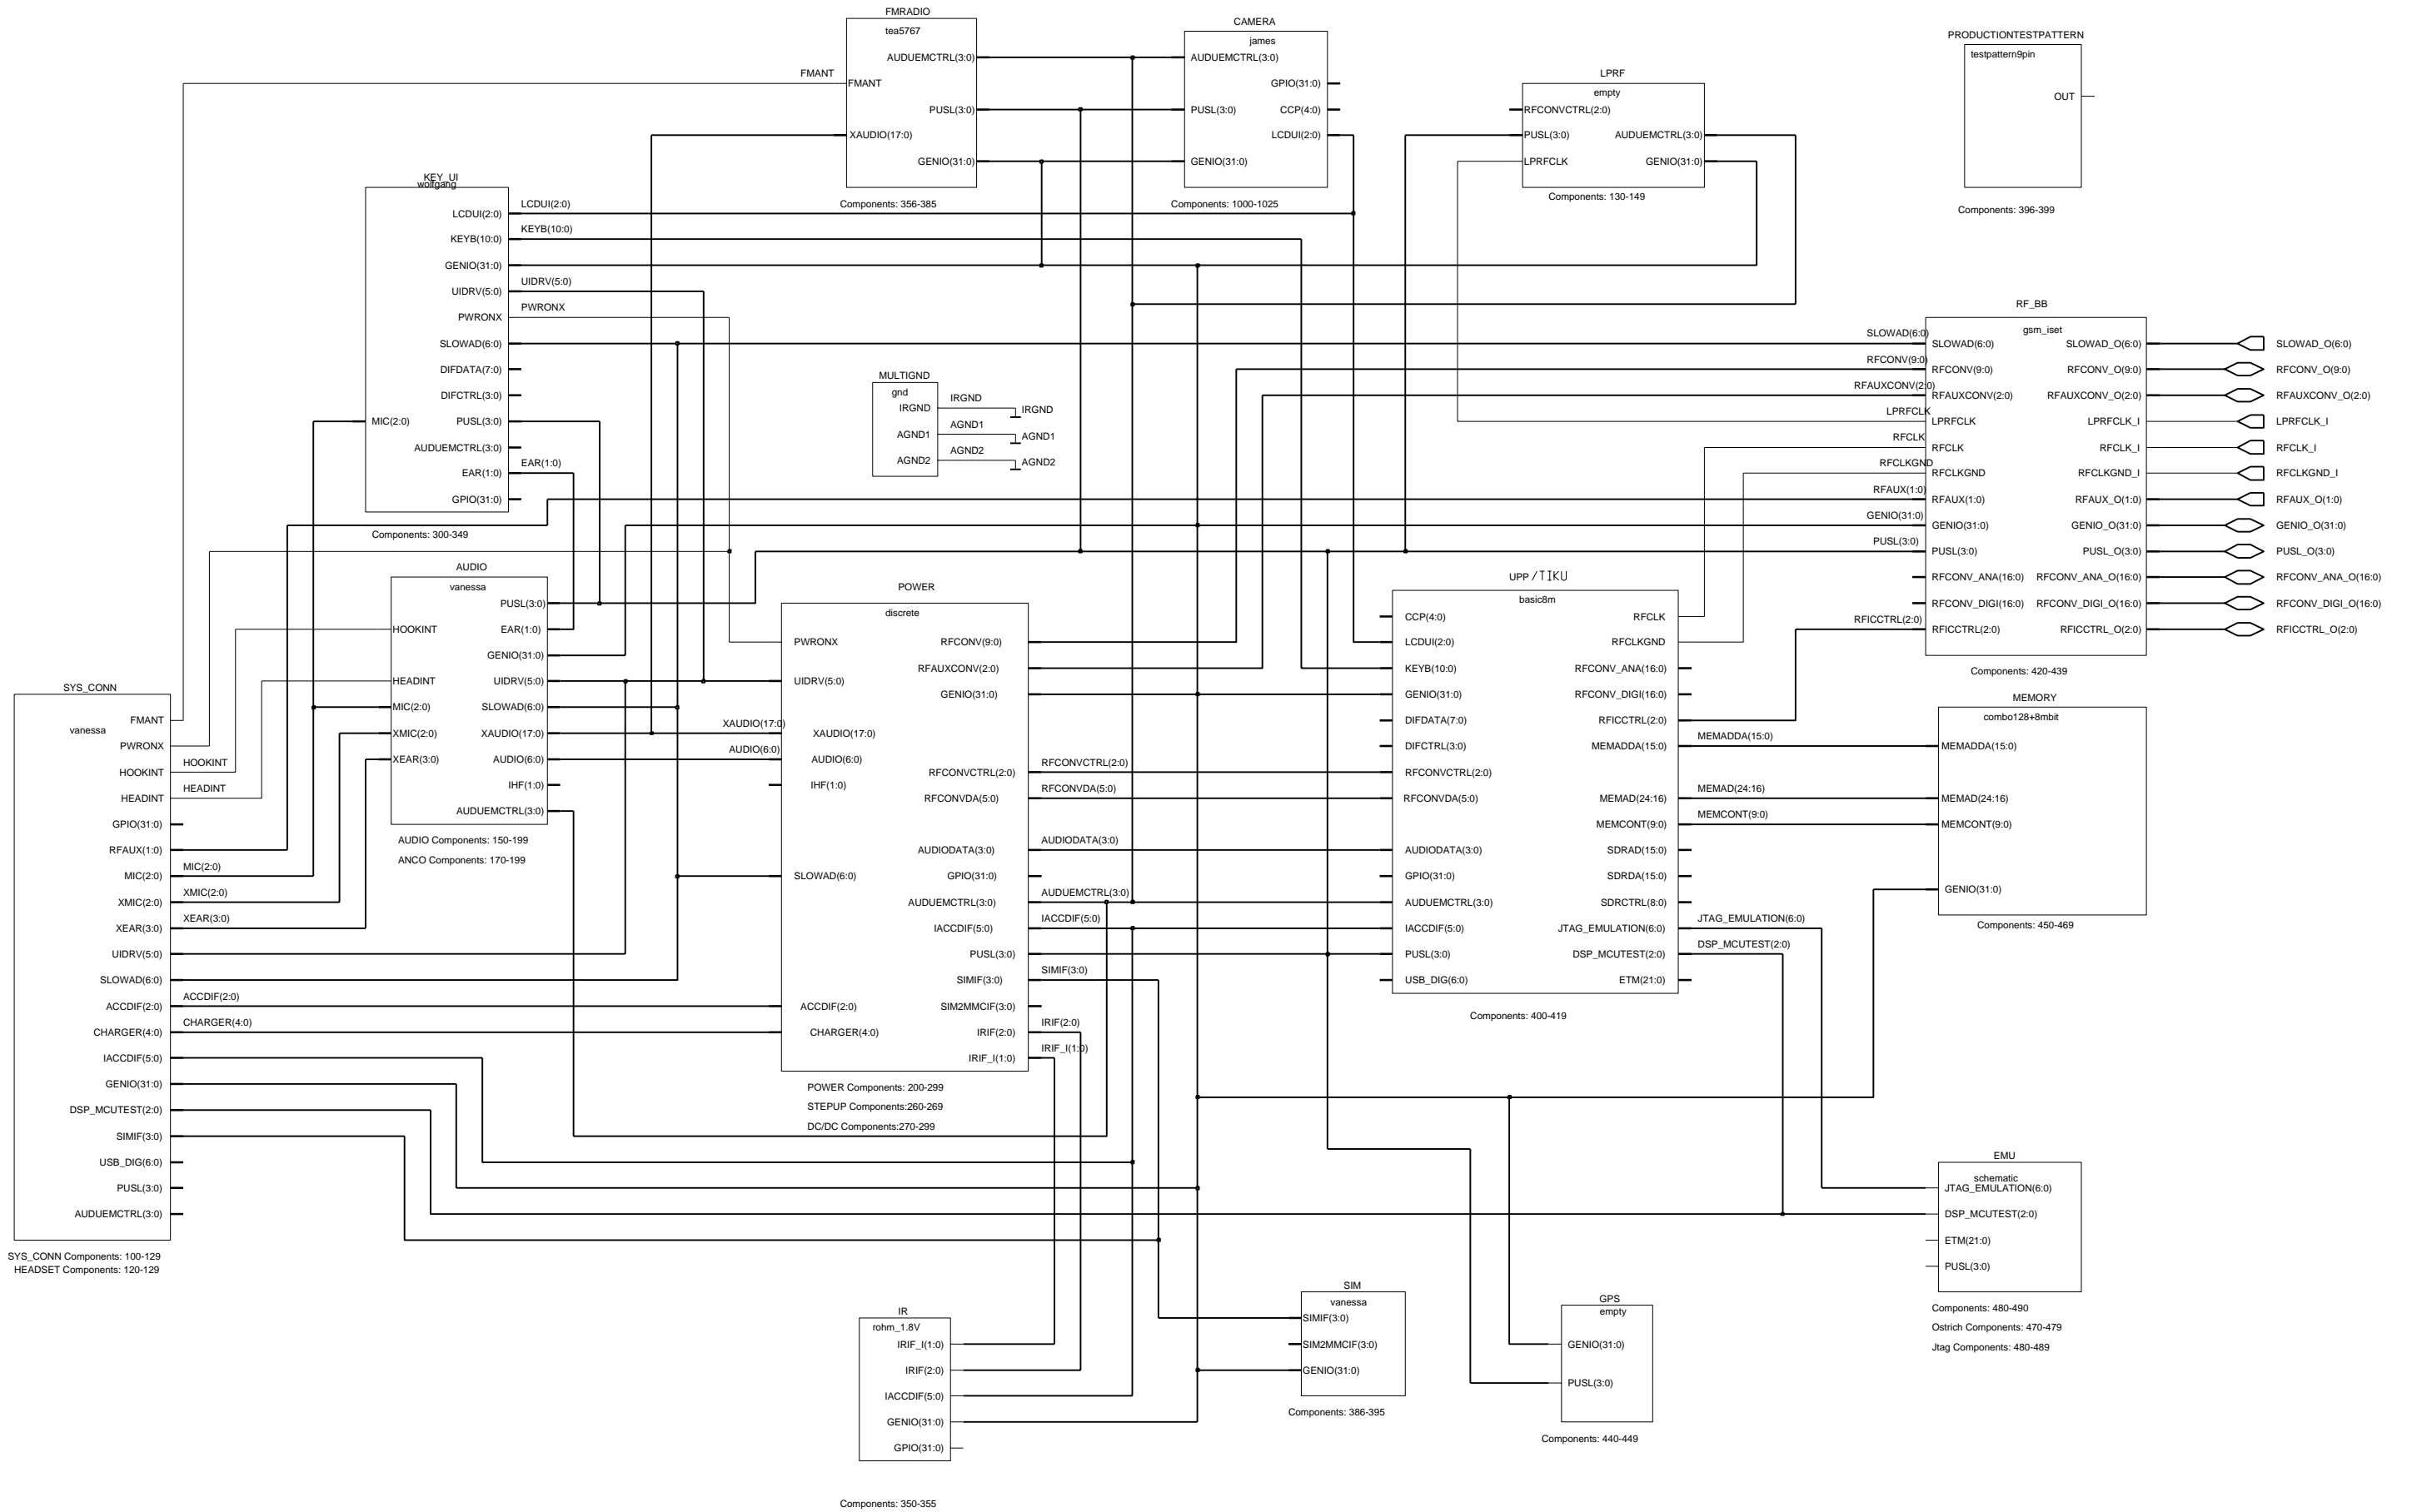 FMRADIO
tea5767
AUDUEMCTRL(3:0)
FMANT
FMANT
PUSL(3:0)
XAUDIO(17:0)
GENIO(31:0)
Components: 356-385
CAMERA
james
AUDUEMCTRL(3:0)
GPIO(31:0)
PUSL(3:0)
CCP(4:0)
LCDUI(2:0)
GENIO(31:0)
Components: 1000-1025
LPRF
empty
RFCONVCTRL(2:0)
PUSL(3:0)
AUDUEMCTRL(3:0)
LPRFCLK
GENIO(31:0)
Components: 130-149
PRODUCTIONTESTPATTERN
testpattern9pin
OUT
Components: 396-399
KEY_UI
wolfgang
LCDUI(2:0)
LCDUI(2:0)
KEYB(10:0)
KEYB(10:0)
GENIO(31:0)
UIDRV(5:0)
UIDRV(5:0)
PWRONX
PWRONX
SLOWAD(6:0)
DIFDATA(7:0)
DIFCTRL(3:0)
MIC(2:0)
PUSL(3:0)
AUDUEMCTRL(3:0)
EAR(1:0)
EAR(1:0)
GPIO(31:0)
Components: 300-349
MULTIGND
gnd
IRGND
IRGND
IRGND
AGND1
AGND1
AGND1
AGND2
AGND2
AGND2
RF_BB
gsm_iset
SLOWAD(6:0)
SLOWAD(6:0)
SLOWAD_O(6:0)
SLOWAD_O(6:0)
RFCONV(9:0)
RFCONV(9:0)
RFCONV_O(9:0)
RFCONV_O(9:0)
RFAUXCONV(2:0)
RFAUXCONV(2:0)
RFAUXCONV_O(2:0)
RFAUXCONV_O(2:0)
LPRFCLK
LPRFCLK
LPRFCLK_I
LPRFCLK_I
RFCLK
RFCLK
RFCLK_I
RFCLK_I
RFCLKGND
RFCLKGND
RFCLKGND_I
RFCLKGND_I
RFAUX(1:0)
RFAUX(1:0)
RFAUX_O(1:0)
RFAUX_O(1:0)
GENIO(31:0)
GENIO(31:0)
GENIO_O(31:0)
GENIO_O(31:0)
PUSL(3:0)
PUSL(3:0)
PUSL_O(3:0)
PUSL_O(3:0)
RFCONV_ANA(16:0)
RFCONV_ANA_O(16:0)
RFCONV_ANA_O(16:0)
RFCONV_DIGI(16:0)
RFCONV_DIGI_O(16:0)
RFCONV_DIGI_O(16:0)
RFICCTRL(2:0)
RFICCTRL(2:0)
RFICCTRL_O(2:0)
RFICCTRL_O(2:0)
Components: 420-439
AUDIO
vanessa
PUSL(3:0)
HOOKINT
EAR(1:0)
GENIO(31:0)
HEADINT
UIDRV(5:0)
MIC(2:0)
SLOWAD(6:0)
XMIC(2:0)
XAUDIO(17:0)
XEAR(3:0)
AUDIO(6:0)
IHF(1:0)
AUDUEMCTRL(3:0)
AUDIO Components: 150-199
ANCO Components: 170-199
POWER
discrete
PWRONX
RFCONV(9:0)
RFAUXCONV(2:0)
UIDRV(5:0)
GENIO(31:0)
XAUDIO(17:0)
XAUDIO(17:0)
AUDIO(6:0)
AUDIO(6:0)
RFCONVCTRL(2:0)
RFCONVCTRL(2:0)
IHF(1:0)
RFCONVDA(5:0)
RFCONVDA(5:0)
AUDIODATA(3:0)
AUDIODATA(3:0)
SLOWAD(6:0)
GPIO(31:0)
AUDUEMCTRL(3:0)
AUDUEMCTRL(3:0)
IACCDIF(5:0)
IACCDIF(5:0)
PUSL(3:0)
SIMIF(3:0)
SIMIF(3:0)
ACCDIF(2:0)
SIM2MMCIF(3:0)
CHARGER(4:0)
IRIF(2:0)
IRIF(2:0)
IRIF_I(1:0)
IRIF_I(1:0)
POWER Components: 200-299
STEPUP Components:260-269
DC/DC Components:270-299
UPP /TIKU
basic8m
CCP(4:0)
RFCLK
LCDUI(2:0)
RFCLKGND
KEYB(10:0)
RFCONV_ANA(16:0)
GENIO(31:0)
RFCONV_DIGI(16:0)
DIFDATA(7:0)
RFICCTRL(2:0)
DIFCTRL(3:0)
MEMADDA(15:0)
MEMADDA(15:0)
RFCONVCTRL(2:0)
RFCONVDA(5:0)
MEMAD(24:16)
MEMAD(24:16)
MEMCONT(9:0)
MEMCONT(9:0)
AUDIODATA(3:0)
SDRAD(15:0)
GPIO(31:0)
SDRDA(15:0)
AUDUEMCTRL(3:0)
SDRCTRL(8:0)
IACCDIF(5:0)
JTAG_EMULATION(6:0)
JTAG_EMULATION(6:0)
PUSL(3:0)
DSP_MCUTEST(2:0)
DSP_MCUTEST(2:0)
USB_DIG(6:0)
ETM(21:0)
Components: 400-419
MEMORY
combo128+8mbit
MEMADDA(15:0)
MEMAD(24:16)
MEMCONT(9:0)
GENIO(31:0)
Components: 450-469
SYS_CONN
FMANT
vanessa
PWRONX
HOOKINT
HOOKINT
HEADINT
HEADINT
GPIO(31:0)
RFAUX(1:0)
MIC(2:0)
MIC(2:0)
XMIC(2:0)
XMIC(2:0)
XEAR(3:0)
XEAR(3:0)
UIDRV(5:0)
SLOWAD(6:0)
ACCDIF(2:0)
ACCDIF(2:0)
CHARGER(4:0)
CHARGER(4:0)
IACCDIF(5:0)
GENIO(31:0)
DSP_MCUTEST(2:0)
SIMIF(3:0)
USB_DIG(6:0)
PUSL(3:0)
AUDUEMCTRL(3:0)
SYS_CONN Components: 100-129
HEADSET Components: 120-129
EMU
schematic
JTAG_EMULATION(6:0)
DSP_MCUTEST(2:0)
ETM(21:0)
PUSL(3:0)
Components: 480-490
Ostrich Components: 470-479
Jtag Components: 480-489
IR
rohm_1.8V
IRIF_I(1:0)
IRIF(2:0)
IACCDIF(5:0)
GENIO(31:0)
GPIO(31:0)
Components: 350-355
SIM
vanessa
SIMIF(3:0)
SIM2MMCIF(3:0)
GENIO(31:0)
Components: 386-395
GPS
empty
GENIO(31:0)
PUSL(3:0)
Components: 440-449